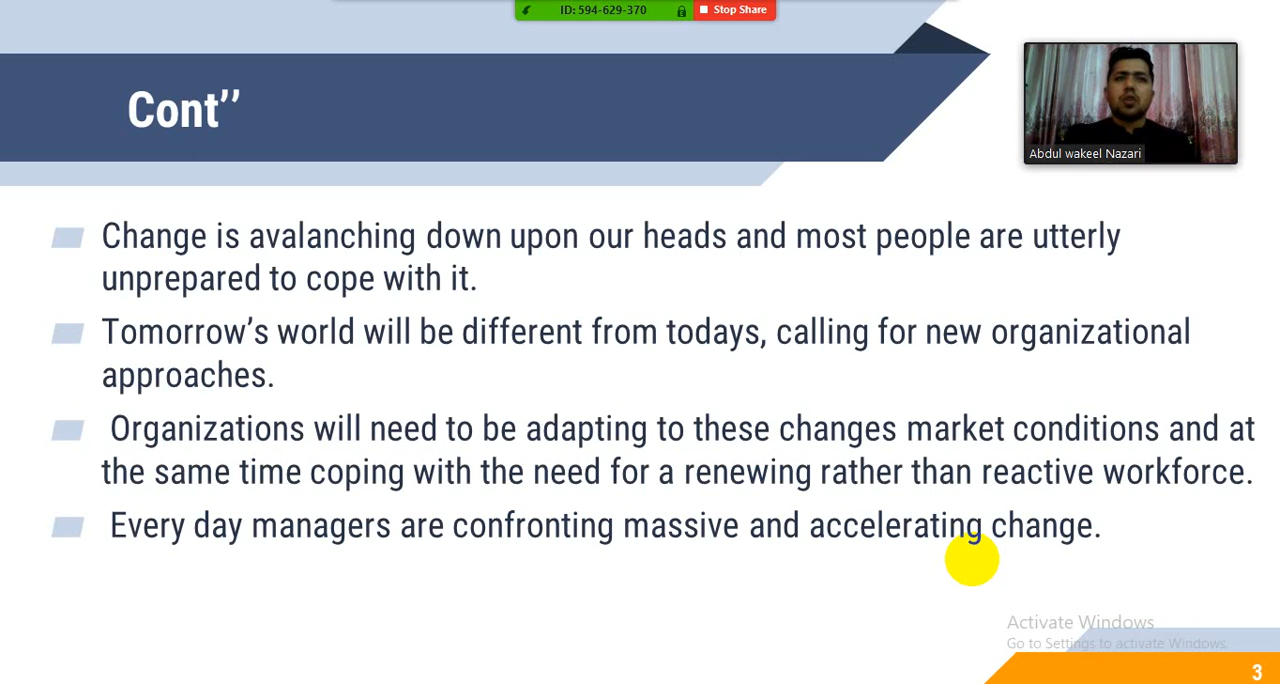 ID: 594-629-370
Stop Share
Cont’’
Abdul wakeel Nazari
Change is avalanching down upon our heads and most people are utterly
unprepared to cope with it.
Tomorrow’s world will be different from todays, calling for new organizational
approaches.
Organizations will need to be adapting to these changes market conditions and at
the same time coping with the need for a renewing rather than reactive workforce.
Every day managers are confronting massive and accelerating change.
Activate Windows
Go to Settings to activate Windows.
3